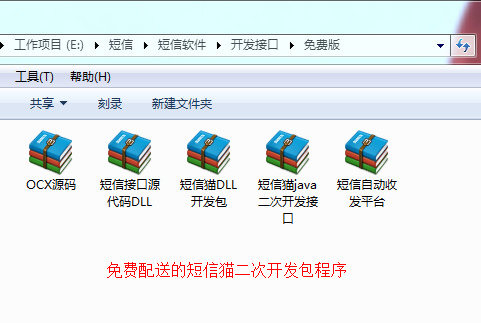 工作项目 (E:) 短信 短信软件 开发接口 免费版
工具(T) 帮助(H)
共享 刻录 新建文件夹
OCX源码
短信接口源
代码DLL
短信猫DLL
开发包
短信猫java
二次开发接
口
短信自动收
发平台
免费配送的短信猫二次开发包程序